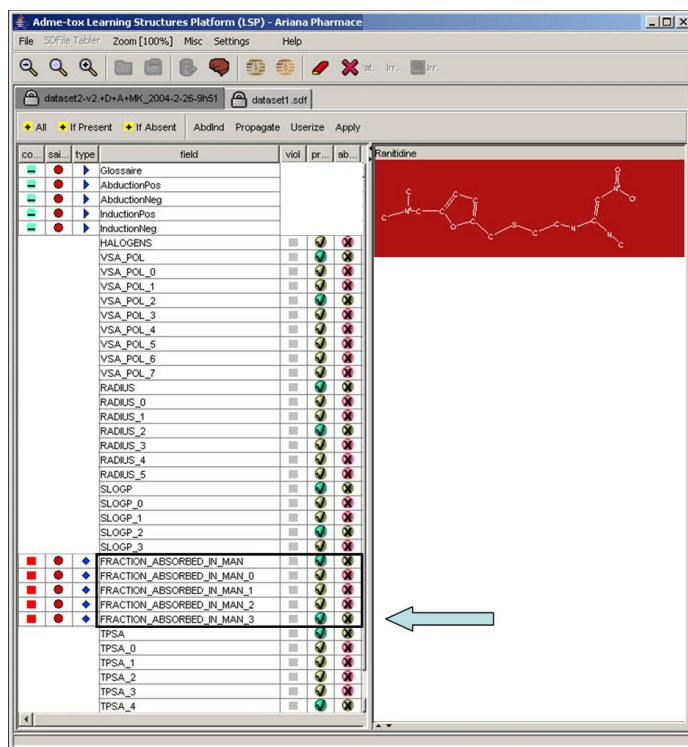 Adme-tox Learning Structures Platform (LSP) - Ariana Pharmace
File SDFile Tabler Zoom [100%] Misc Settings Help
Irr. Irr.
dataset2-v2.+D+A+MK_2004-2-26-9h51 dataset1.sdf
All If Present If Absent AbdInd Propagate Userize Apply
co... sai... type field viol pr... ab... Ranitidine
Glossaire
AbductionPos
AbductionNeg
InductionPos
InductionNeg
HALOGENS
VSA_POL
VSA_POL_0
VSA_POL_1
VSA_POL_2
VSA_POL_3
VSA_POL_4
VSA_POL_5
VSA_POL_6
VSA_POL_7
RADIUS
RADIUS_0
RADIUS_1
RADIUS_2
RADIUS_3
RADIUS_4
RADIUS_5
SLOGP
SLOGP_0
SLOGP_1
SLOGP_2
SLOGP_3
FRACTION_ABSORBED_IN_MAN
FRACTION_ABSORBED_IN_MAN_0
FRACTION_ABSORBED_IN_MAN_1
FRACTION_ABSORBED_IN_MAN_2
FRACTION_ABSORBED_IN_MAN_3
TPSA
TPSA_0
TPSA_1
TPSA_2
TPSA_3
TPSA_4